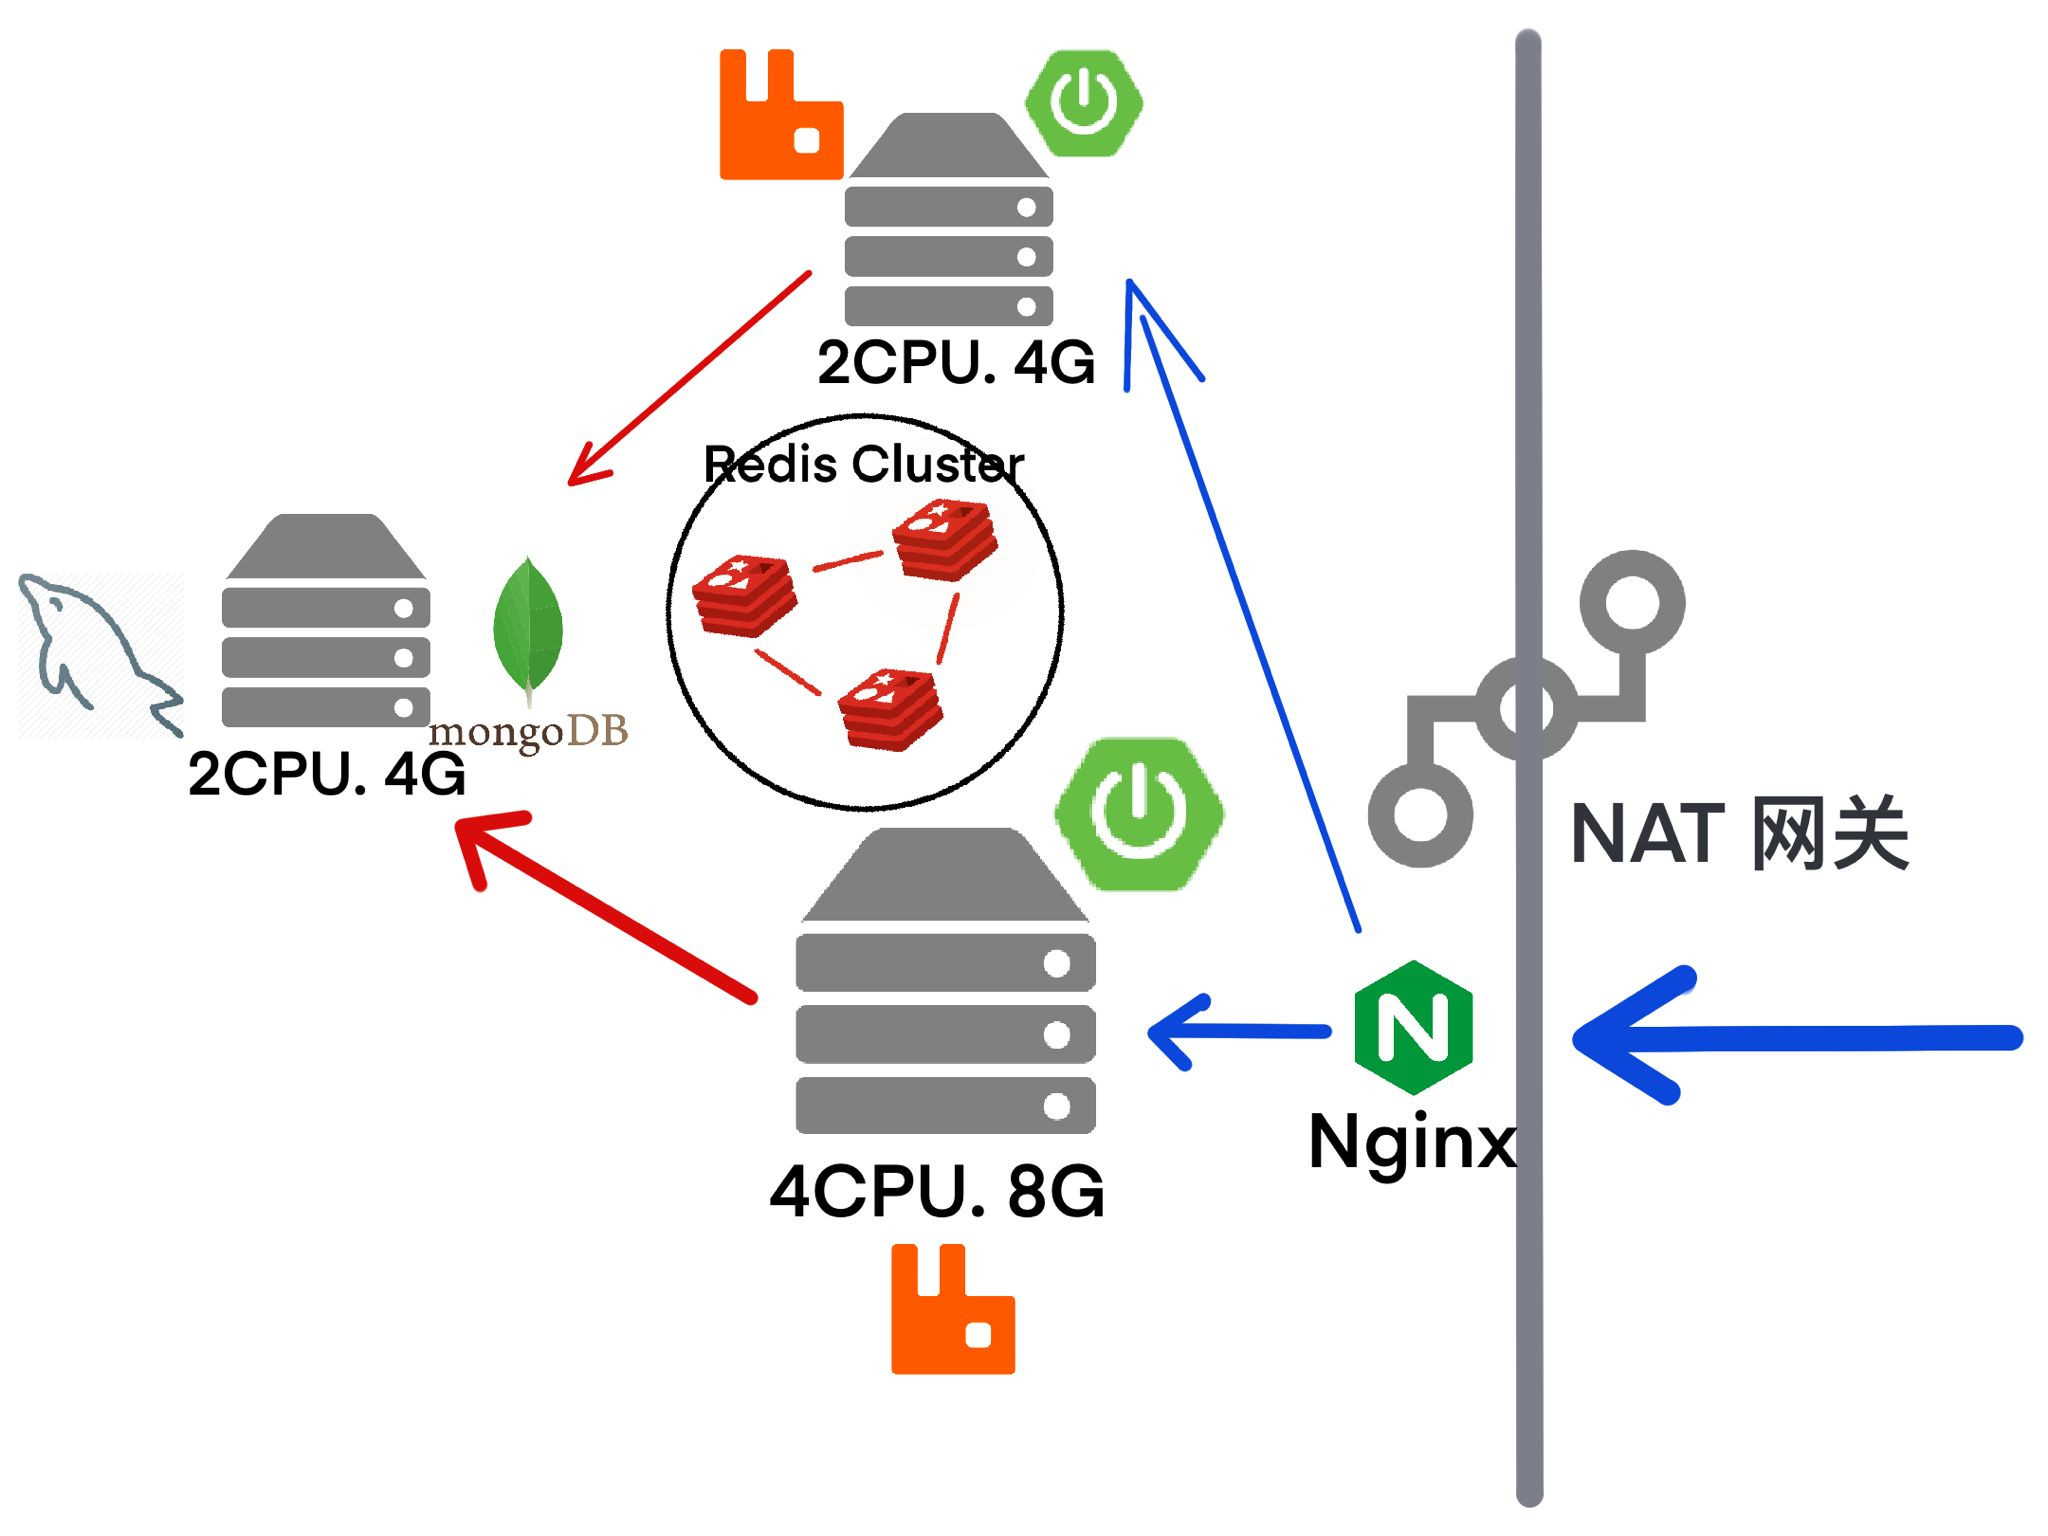 2CPU. 4G
Redis Cluster
mongoDB
2CPU. 4G
NAT 网关
Nginx
4CPU. 8G